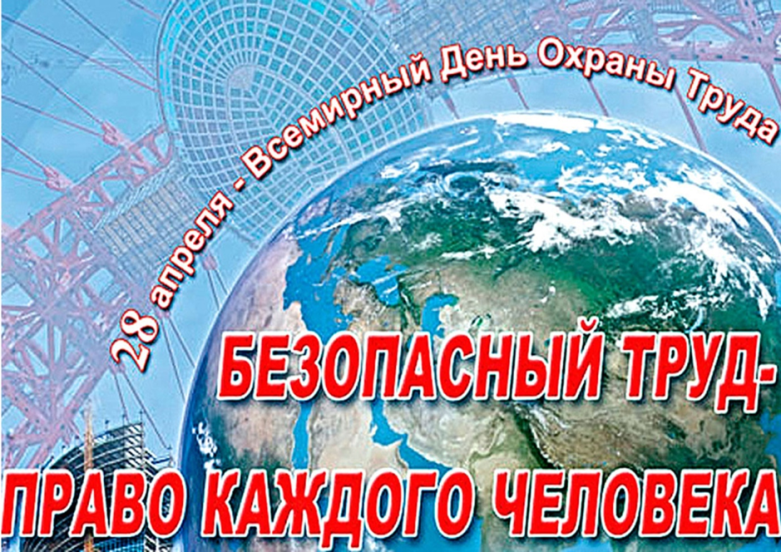 28 апреля - Всемирный День Охраны Труда
БЕЗОПАСНЫЙ ТРУД-
ПРАВО КАЖДОГО ЧЕЛОВЕКА